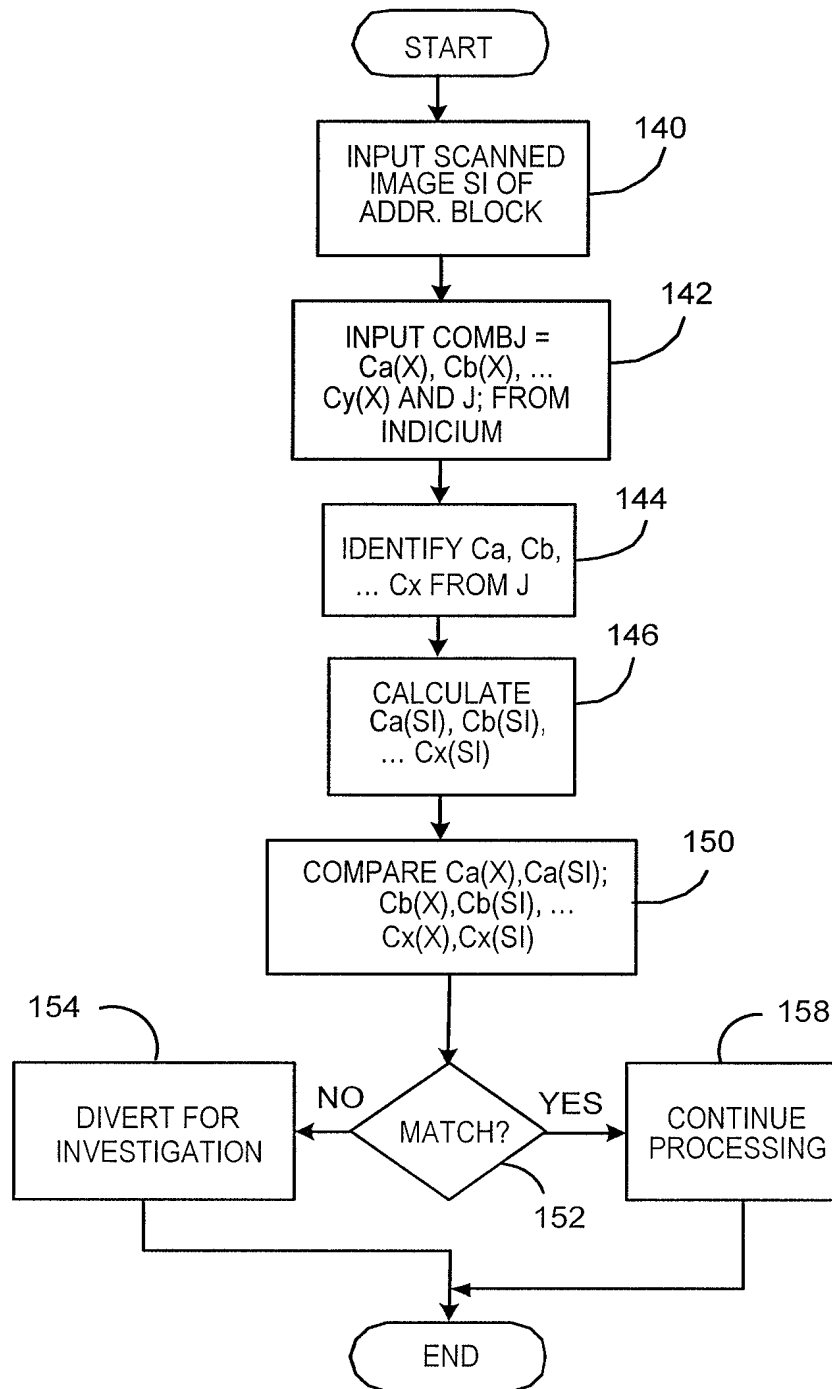 START
140
INPUT SCANNED
IMAGE SI OF
ADDR. BLOCK
142
INPUT COMBJ =
Ca(X), Cb(X), ...
Cy(X) AND J; FROM
INDICIUM
144
IDENTIFY Ca, Cb,
... Cx FROM J
146
CALCULATE
Ca(SI), Cb(SI),
... Cx(SI)
150
COMPARE Ca(X),Ca(SI);
Cb(X),Cb(SI), ...
Cx(X),Cx(SI)
154
158
DIVERT FOR
INVESTIGATION
NO
MATCH?
YES
CONTINUE
PROCESSING
152
END